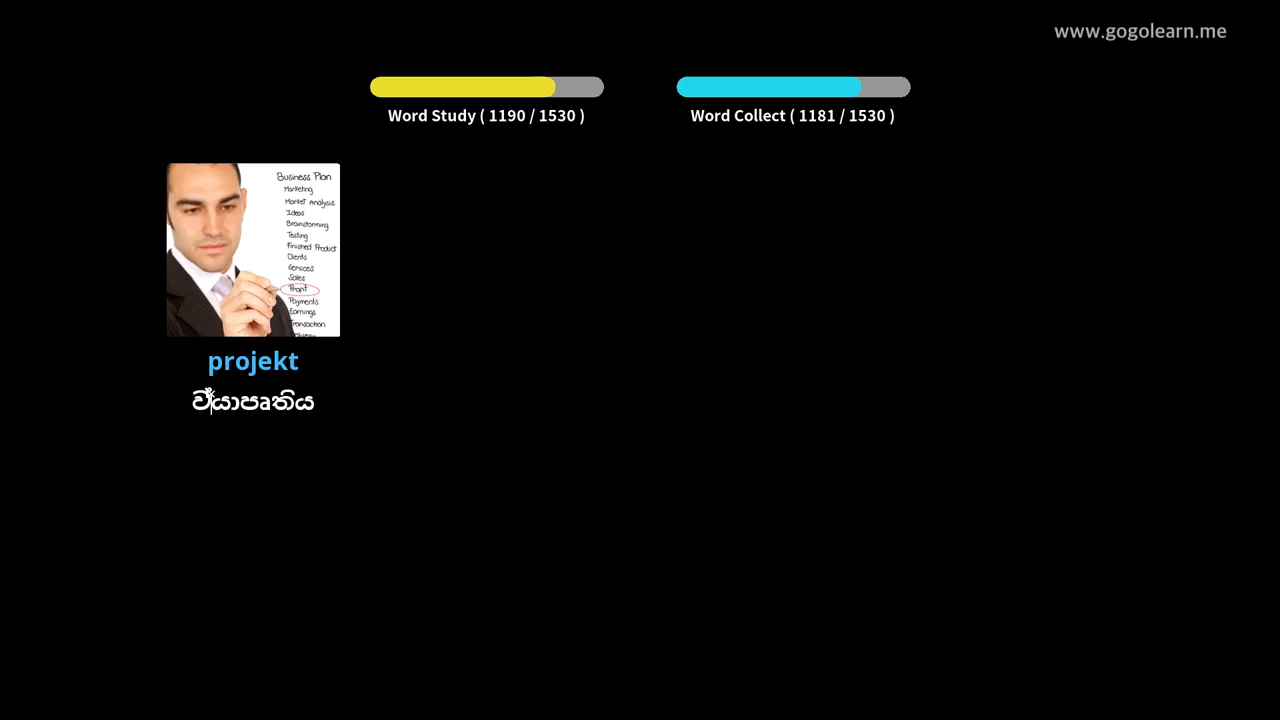 www.gogolearn.me
Word Study ( 1190 / 1530 )
Word Collect ( 1181 / 1530 )
Business Plan
Marketing
Market Analysis
Ideas
Brainstorming
Testing
Finished Product
Clients
Services
Sales
Profit
Payments
Earnings
Transaction
Delivery
projekt
ව්‍යාපෘතිය